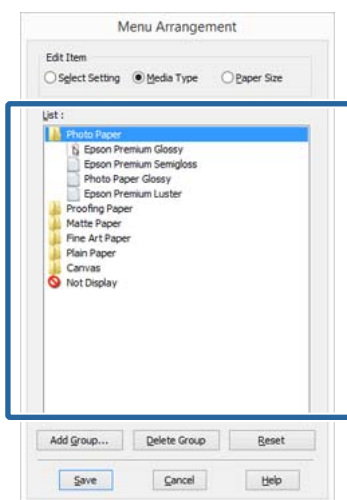 Menu Arrangement
Edit Item
Select Setting Media Type Paper Size
List :
Photo Paper
Epson Premium Glossy
Epson Premium Semigloss
Photo Paper Glossy
Epson Premium Luster
Proofing Paper
Matte Paper
Fine Art Paper
Plain Paper
Canvas
Not Display
Add Group... Delete Group Reset
Save Cancel Help